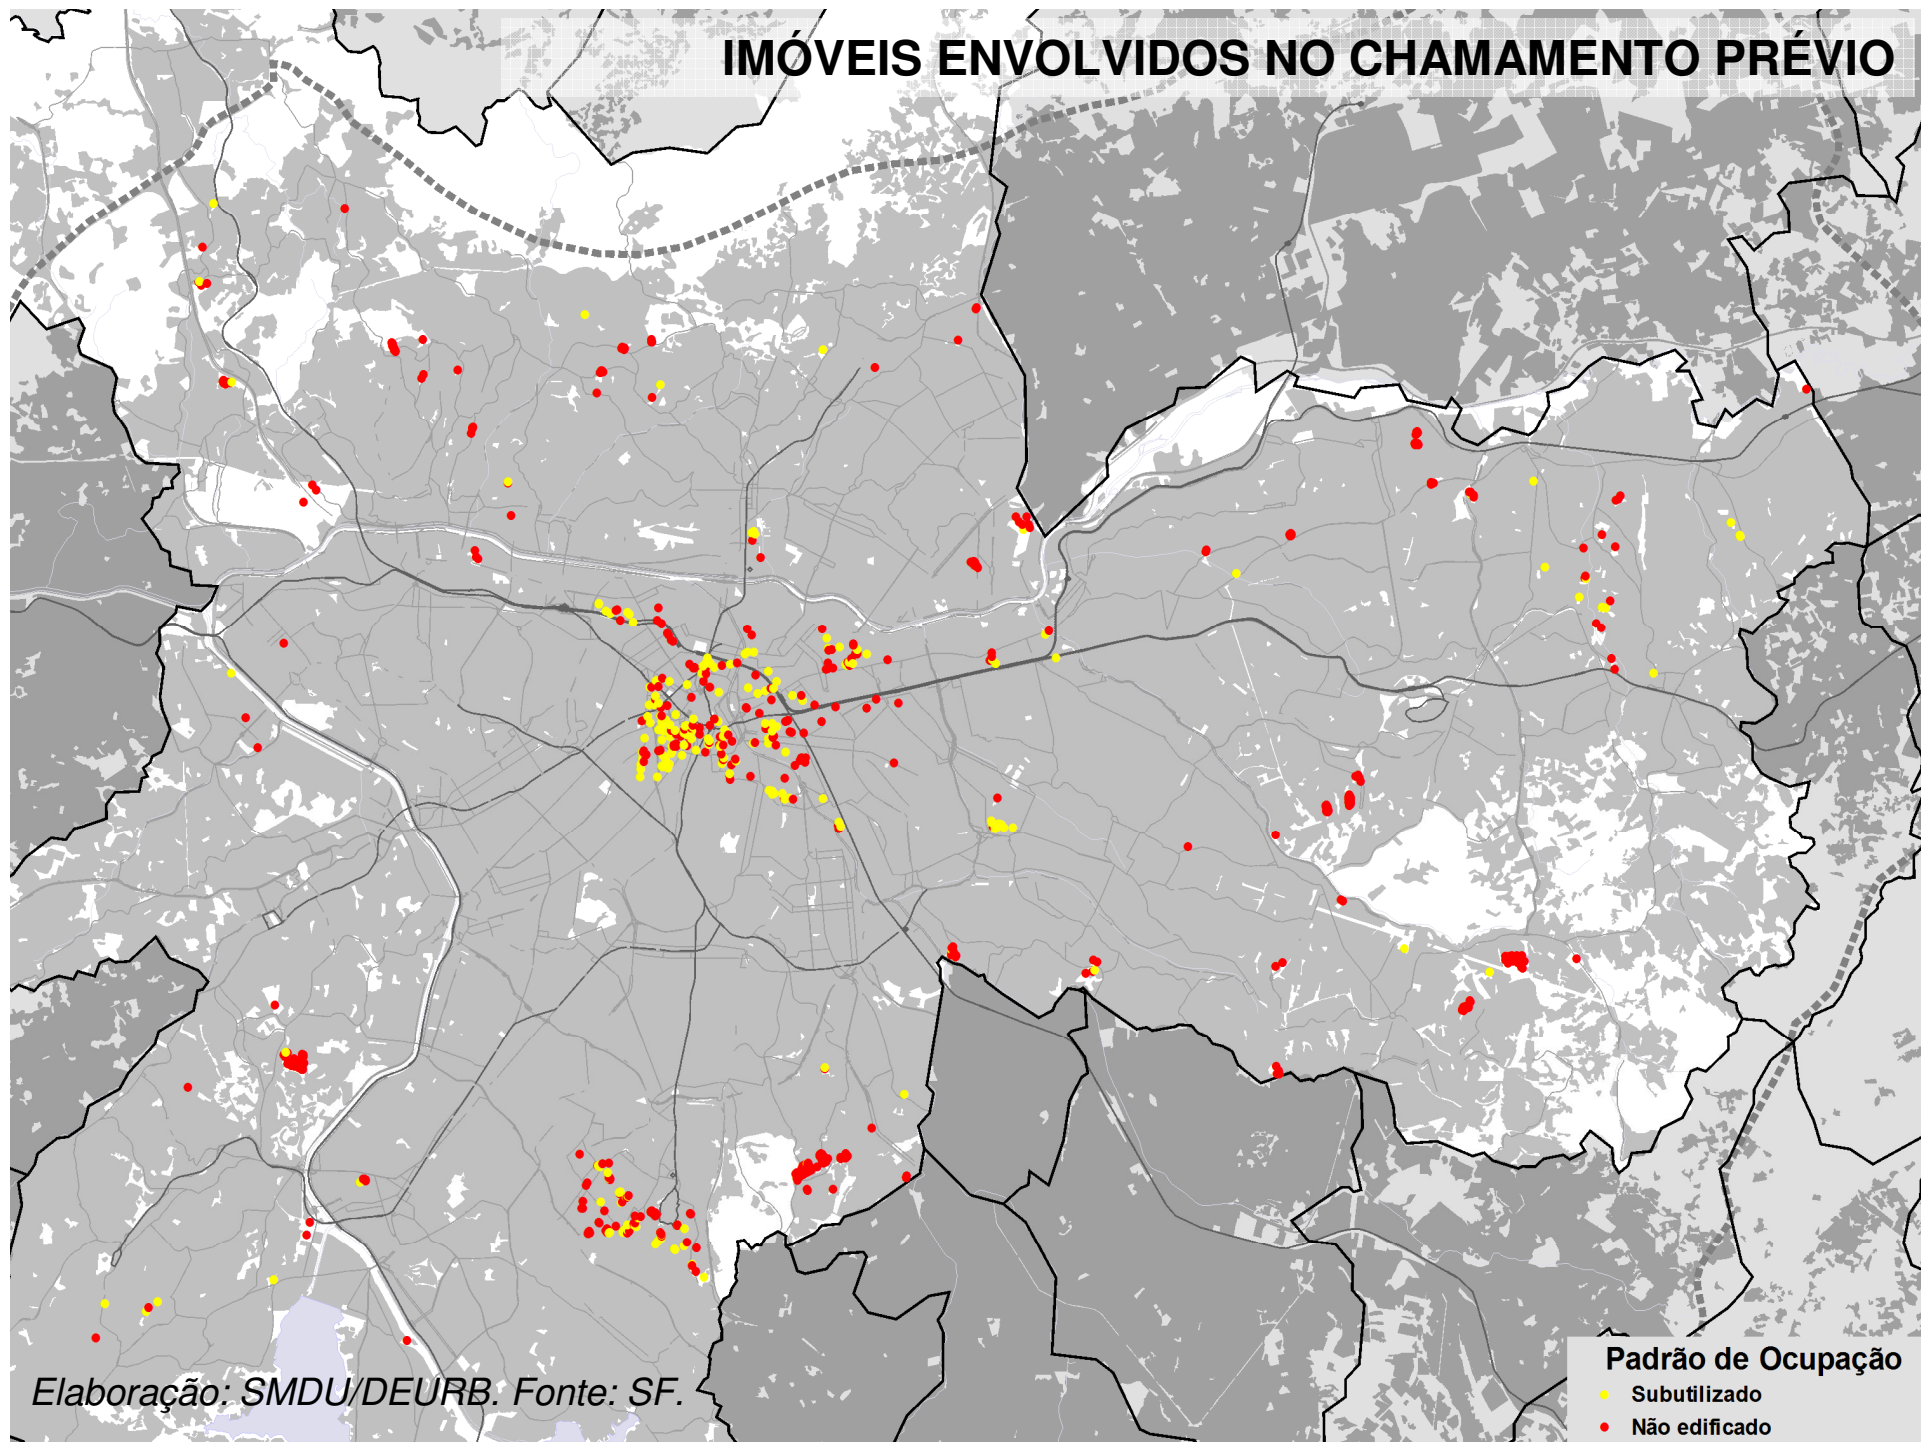 IMÓVEIS ENVOLVIDOS NO CHAMAMENTO PRÉVIO
Elaboração: SMDU/DEURB. Fonte: SF.
Padrão de Ocupação
Subutilizado
Não edificado